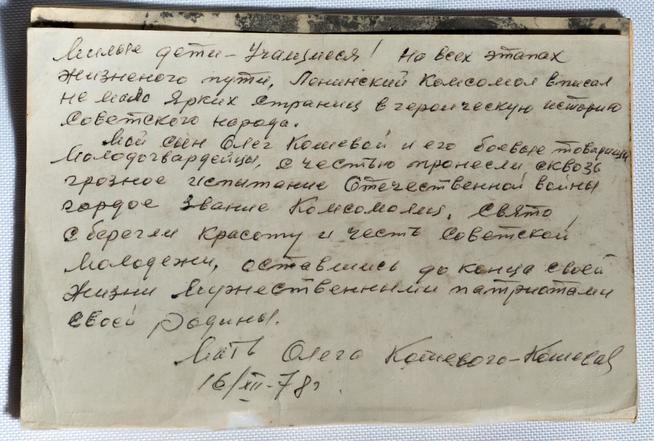 Милые дети – Учащиеся! На всех этапах
жизненого пути, Ленинский Комсомол вписал
не мало Ярких страниц в героическую историю
Советского народа.
Мой сын Олег Кошевой и его боевые товарищи
Молодогвардейцы, с честью пронесли сквозь
грозное испытание Отечественной войны
гордое звание Комсомолия, свято
сберегли красоту и честь Советской
молодежи, оставшись до конца своей
жизни мужественными патриотами
своей Родины.
Мать Олега Кошевого – Кошевая
16/XII-78г.